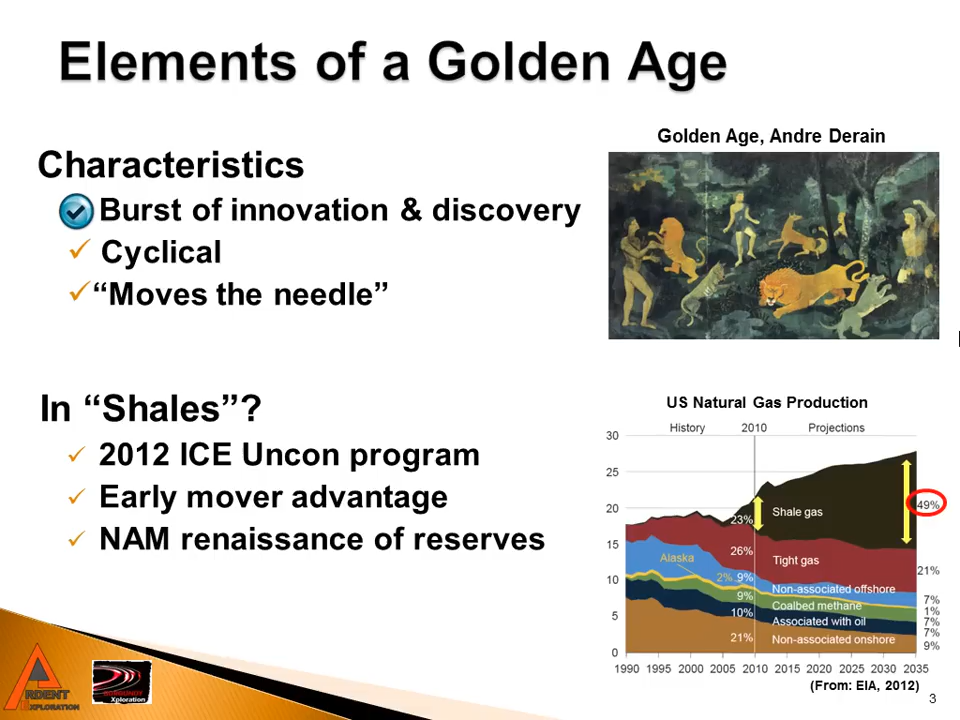 Elements of a Golden Age
Characteristics
Burst of innovation & discovery
Cyclical
“Moves the needle”
In “Shales”?
2012 ICE Uncon program
Early mover advantage
NAM renaissance of reserves
Golden Age, Andre Derain
US Natural Gas Production
History 2010 Projections
30
25
20
15
10
5
0
23%
Shale gas
49%
26%
Tight gas
21%
Alaska
2% 9%
Non-associated offshore
7%
1%
9%
Coalbed methane
7%
10%
Associated with oil
7%
21%
Non-associated onshore
9%
1990 1995 2000 2005 2010 2015 2020 2025 2030 2035
(From: EIA, 2012)
3
ARDENT
EXPLORATION
Xploration